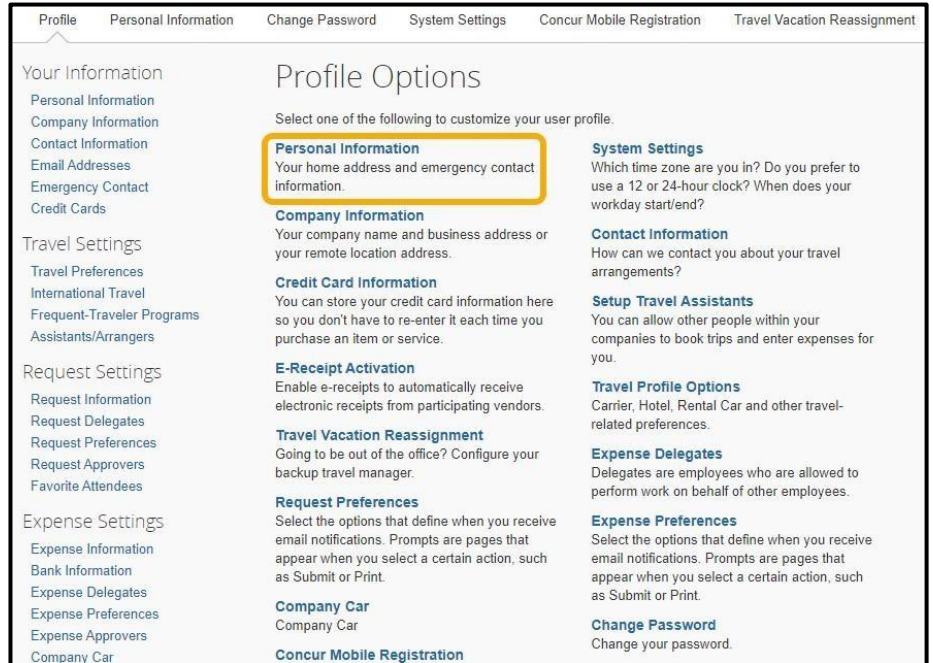 Profile Personal Information Change Password System Settings Concur Mobile Registration Travel Vacation Reassignment
Your Information
Personal Information
Company Information
Contact Information
Email Addresses
Emergency Contact
Credit Cards
Travel Settings
Travel Preferences
International Travel
Frequent-Traveler Programs
Assistants/Arrangers
Request Settings
Request Information
Request Delegates
Request Preferences
Request Approvers
Favorite Attendees
Expense Settings
Expense Information
Bank Information
Expense Delegates
Expense Preferences
Expense Approvers
Company Car
Profile Options
Select one of the following to customize your user profile.
Personal Information
Your home address and emergency contact
information.
Company Information
Your company name and business address or
your remote location address.
Credit Card Information
You can store your credit card information here
so you don't have to re-enter it each time you
purchase an item or service.
E-Receipt Activation
Enable e-receipts to automatically receive
electronic receipts from participating vendors.
Travel Vacation Reassignment
Going to be out of the office? Configure your
backup travel manager.
Request Preferences
Select the options that define when you receive
email notifications. Prompts are pages that
appear when you select a certain action, such
as Submit or Print.
Company Car
Company Car
Concur Mobile Registration
System Settings
Which time zone are you in? Do you prefer to
use a 12 or 24-hour clock? When does your
workday start/end?
Contact Information
How can we contact you about your travel
arrangements?
Setup Travel Assistants
You can allow other people within your
companies to book trips and enter expenses for
you.
Travel Profile Options
Carrier, Hotel, Rental Car and other travel-
related preferences.
Expense Delegates
Delegates are employees who are allowed to
perform work on behalf of other employees.
Expense Preferences
Select the options that define when you receive
email notifications. Prompts are pages that
appear when you select a certain action, such
as Submit or Print.
Change Password
Change your password.